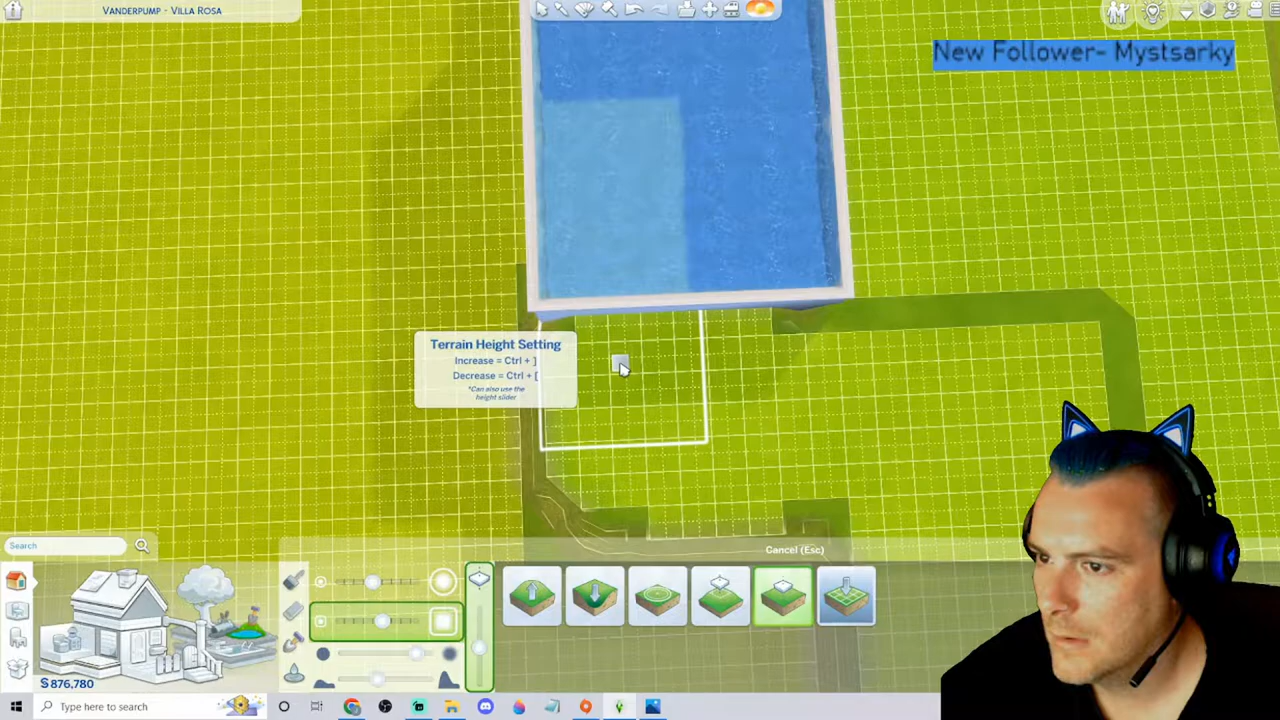 VANDERPUMP - VILLA ROSA
New Follower- Mystsarky
Terrain Height Setting
Increase = Ctrl + ]
Decrease = Ctrl + [
*Can also use the
height slider
Cancel (Esc)
Search
§876,780
Type here to search